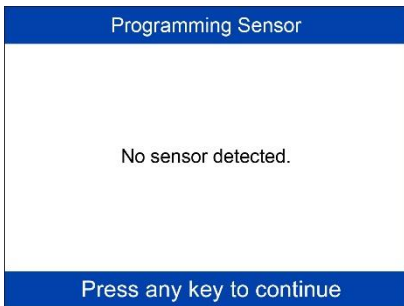 Programming Sensor
No sensor detected.
Press any key to continue